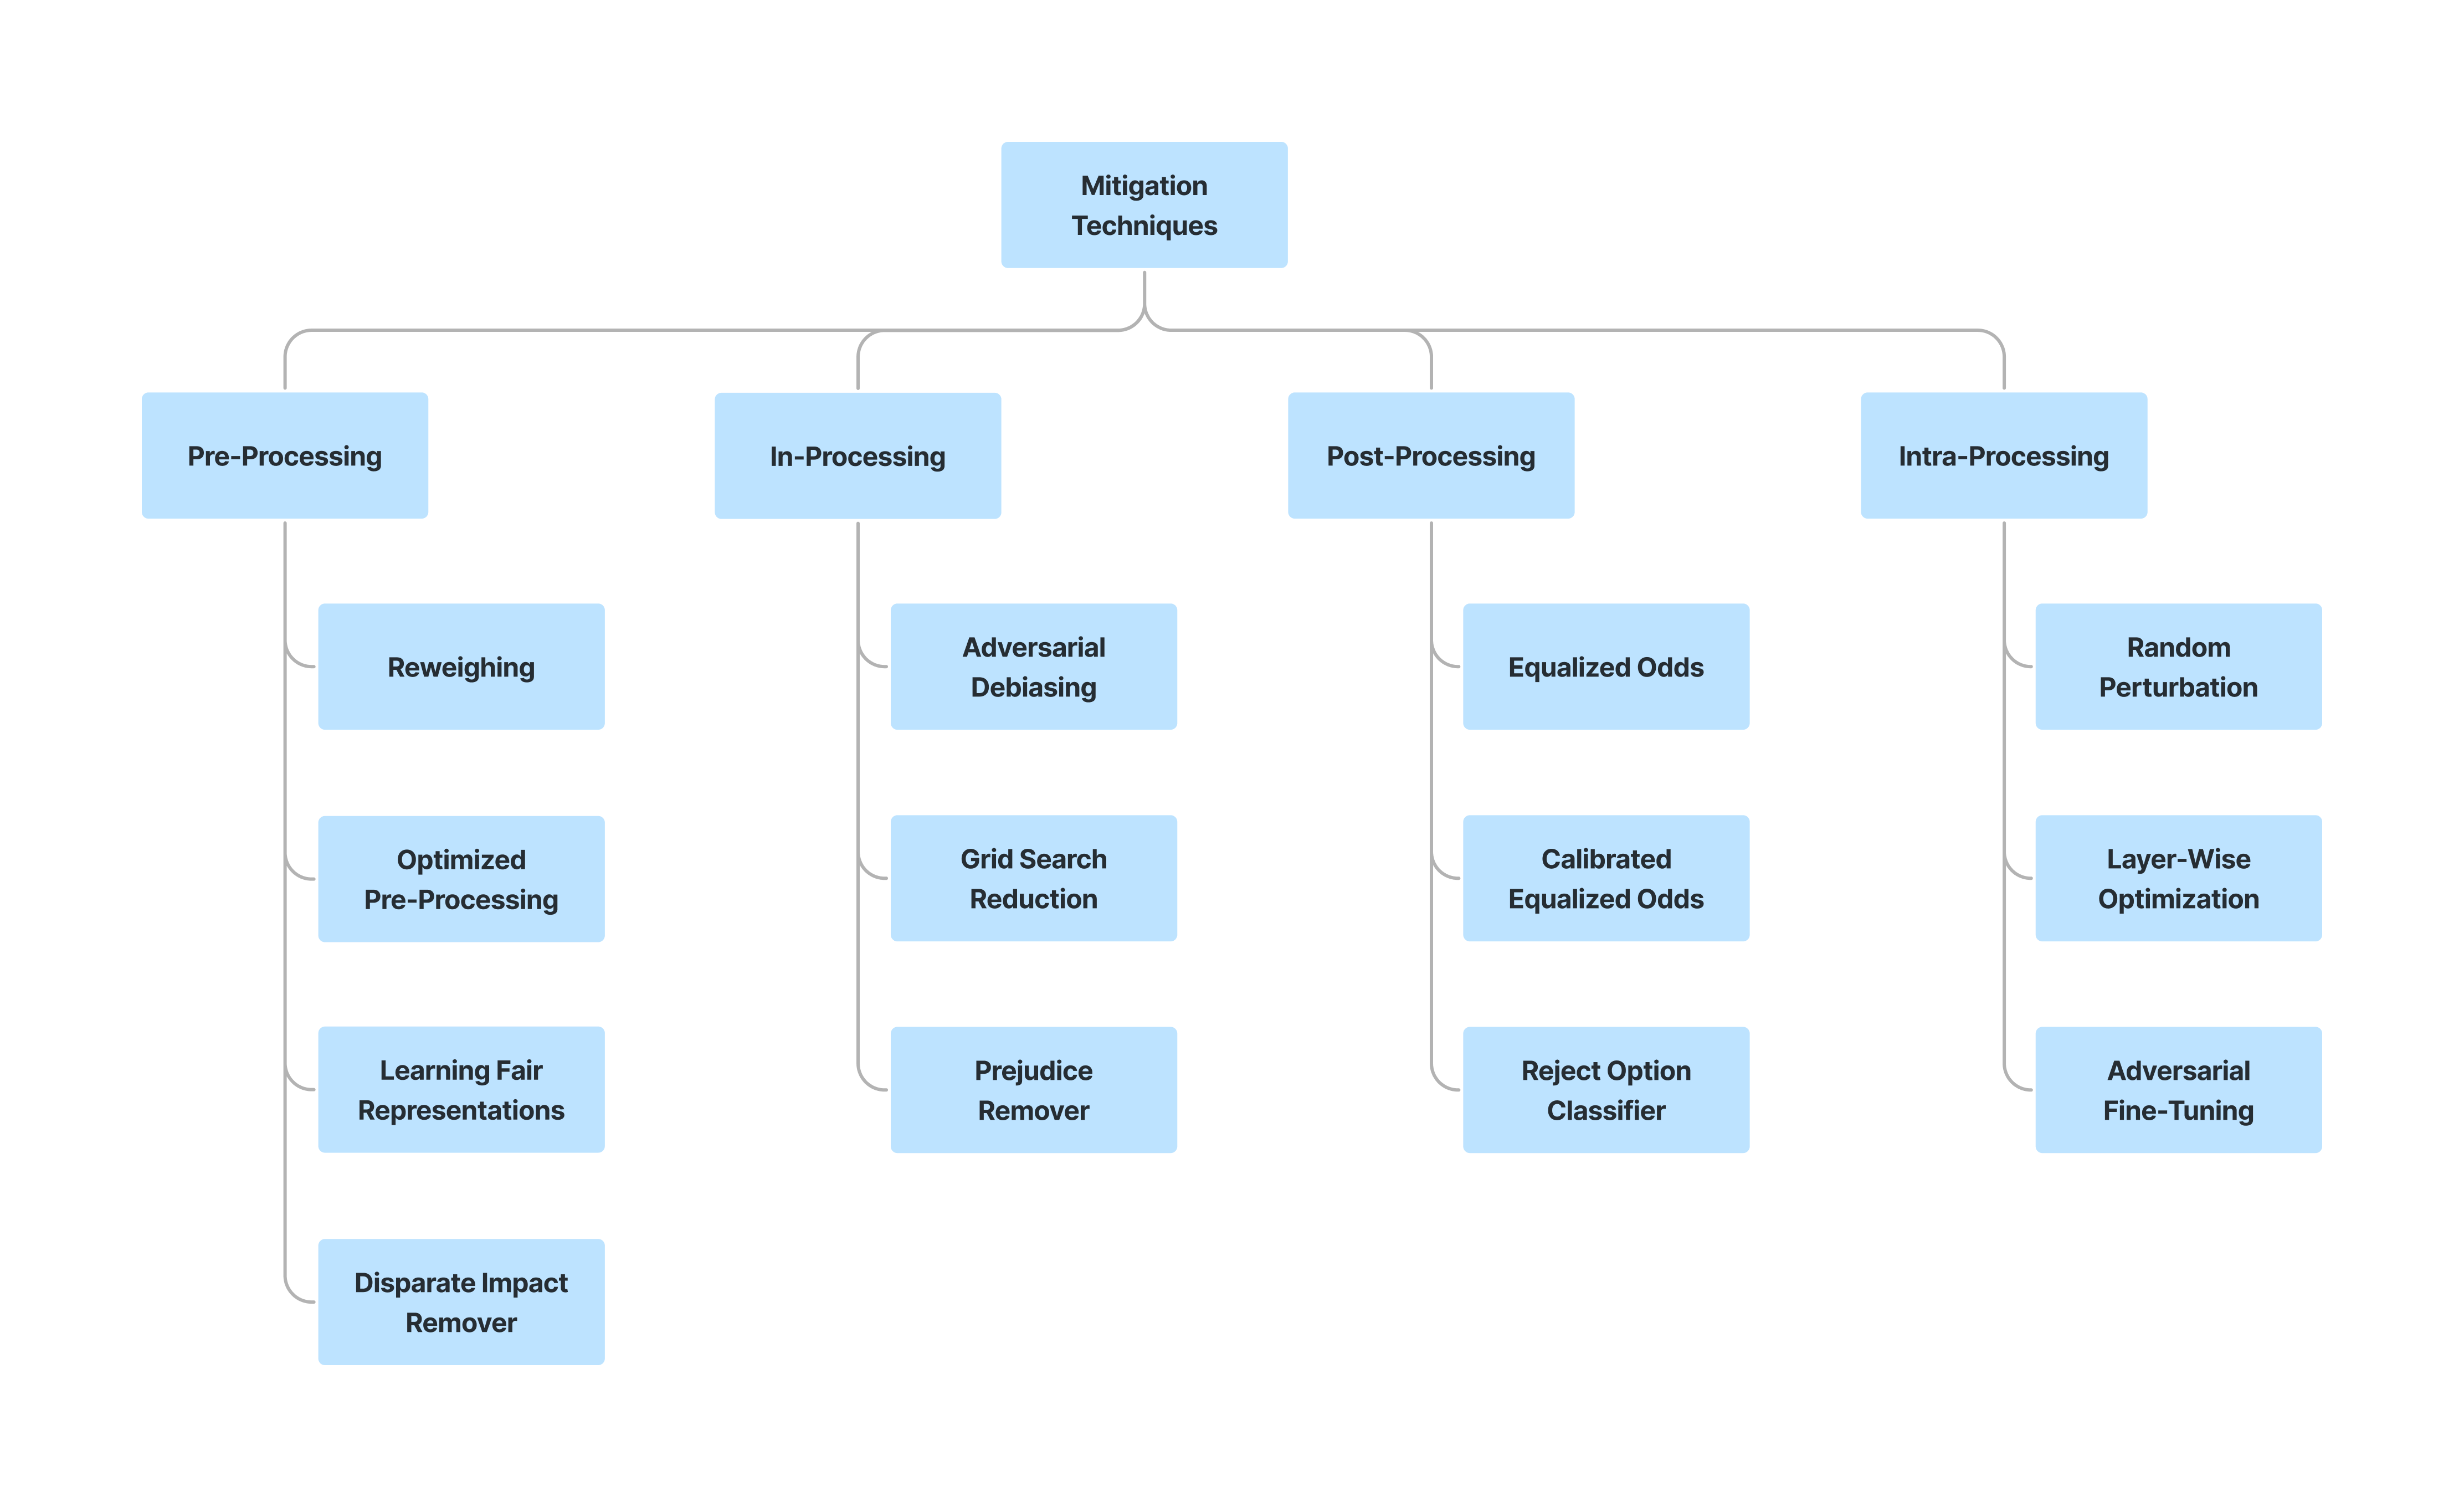 Mitigation
Techniques
Pre-Processing
In-Processing
Post-Processing
Intra-Processing
Reweighing
Adversarial
Debiasing
Equalized Odds
Random
Perturbation
Optimized
Pre-Processing
Grid Search
Reduction
Calibrated
Equalized Odds
Layer-Wise
Optimization
Learning Fair
Representations
Prejudice
Remover
Reject Option
Classifier
Adversarial
Fine-Tuning
Disparate Impact
Remover